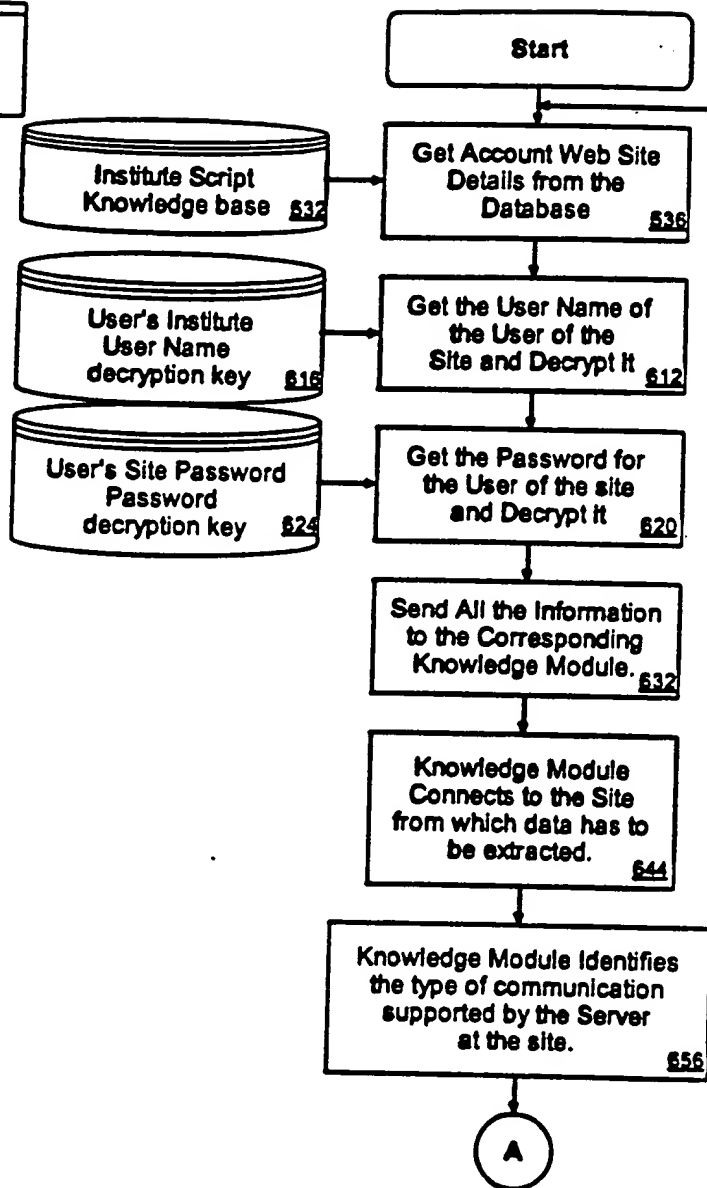 Start
Institute Script
Knowledge base 532
Get Account Web Site
Details from the
Database 536
User's Institute
User Name
decryption key 616
Get the User Name of
the User of the
Site and Decrypt It 612
User's Site Password
Password
decryption key 624
Get the Password for
the User of the site
and Decrypt It 620
Send All the Information
to the Corresponding
Knowledge Module. 632
Knowledge Module
Connects to the Site
from which data has to
be extracted. 644
Knowledge Module Identifies
the type of communication
supported by the Server
at the site. 656
A